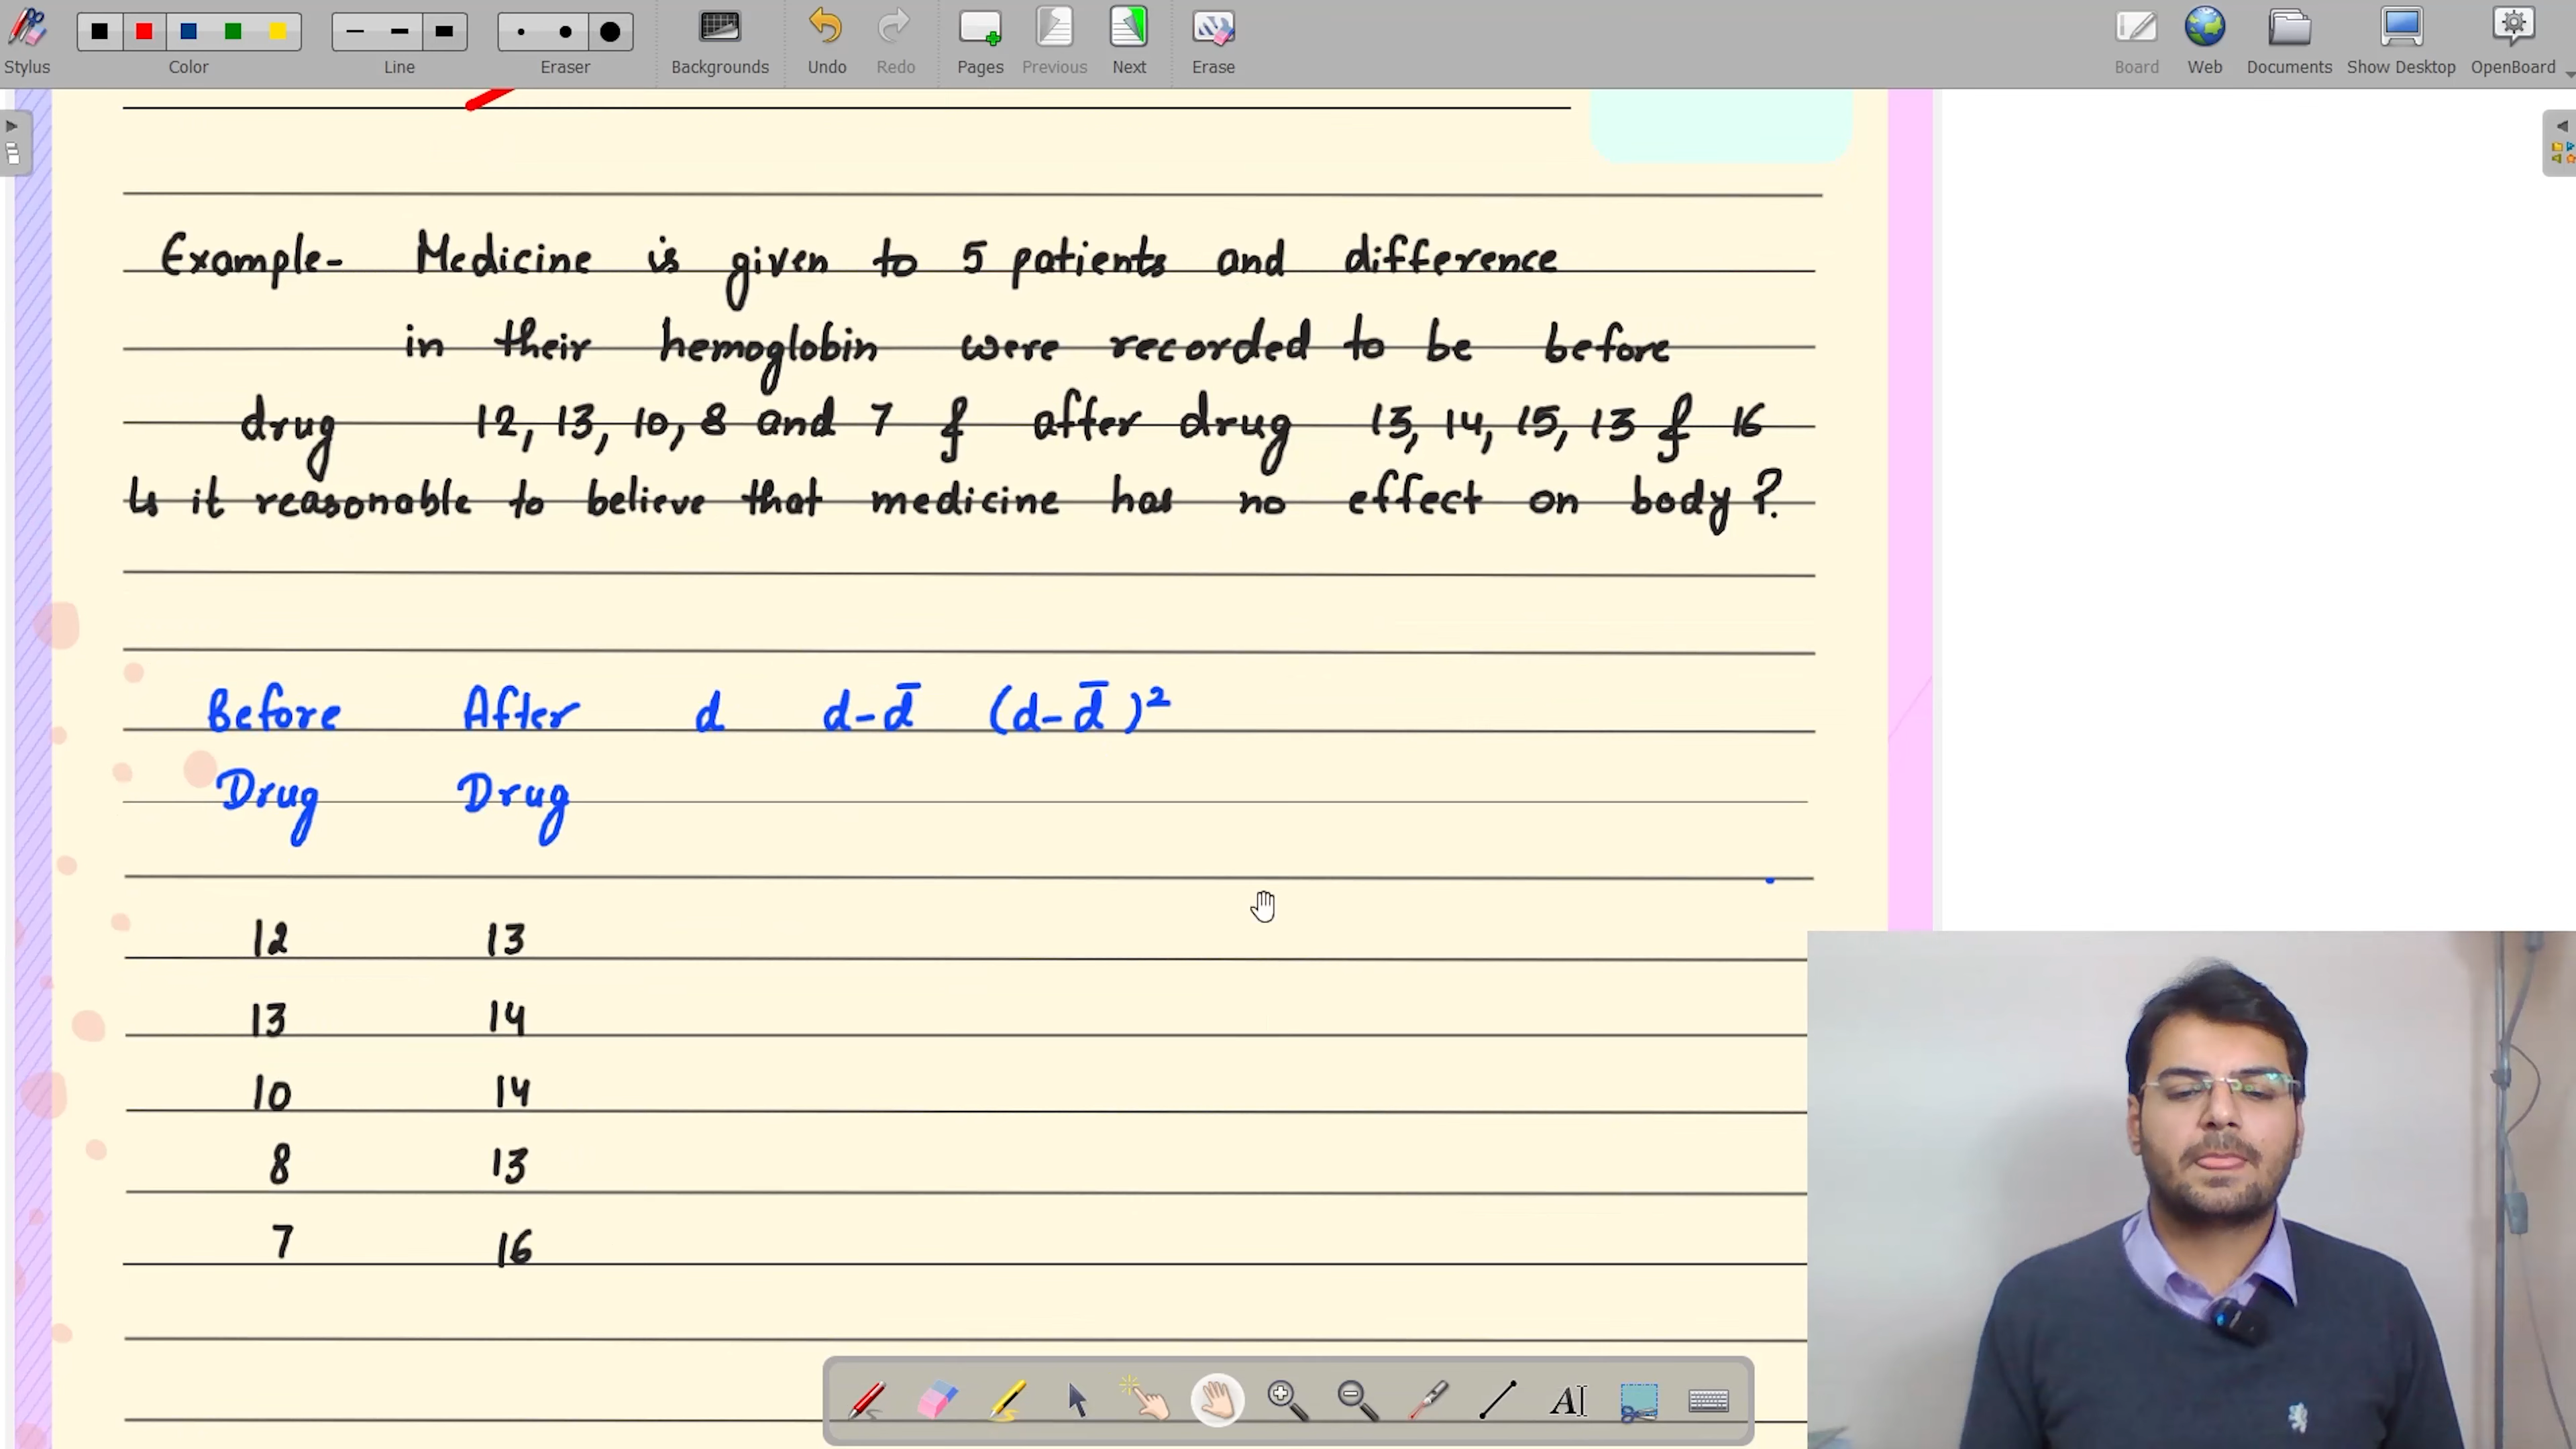 Stylus Color Line Eraser Backgrounds Undo Redo Pages Previous Next Erase Board Web Documents Show Desktop OpenBoard
Example- Medicine is given to 5 patients and difference
in their hemoglobin were recorded to be before
drug 12, 13, 10, 8 and 7 & after drug 13, 14, 15, 13 & 16
Is it reasonable to believe that medicine has no effect on body?
Before After d d-d̄ (d-d̄)²
Drug Drug
12 13
13 14
10 14
8 13
7 16